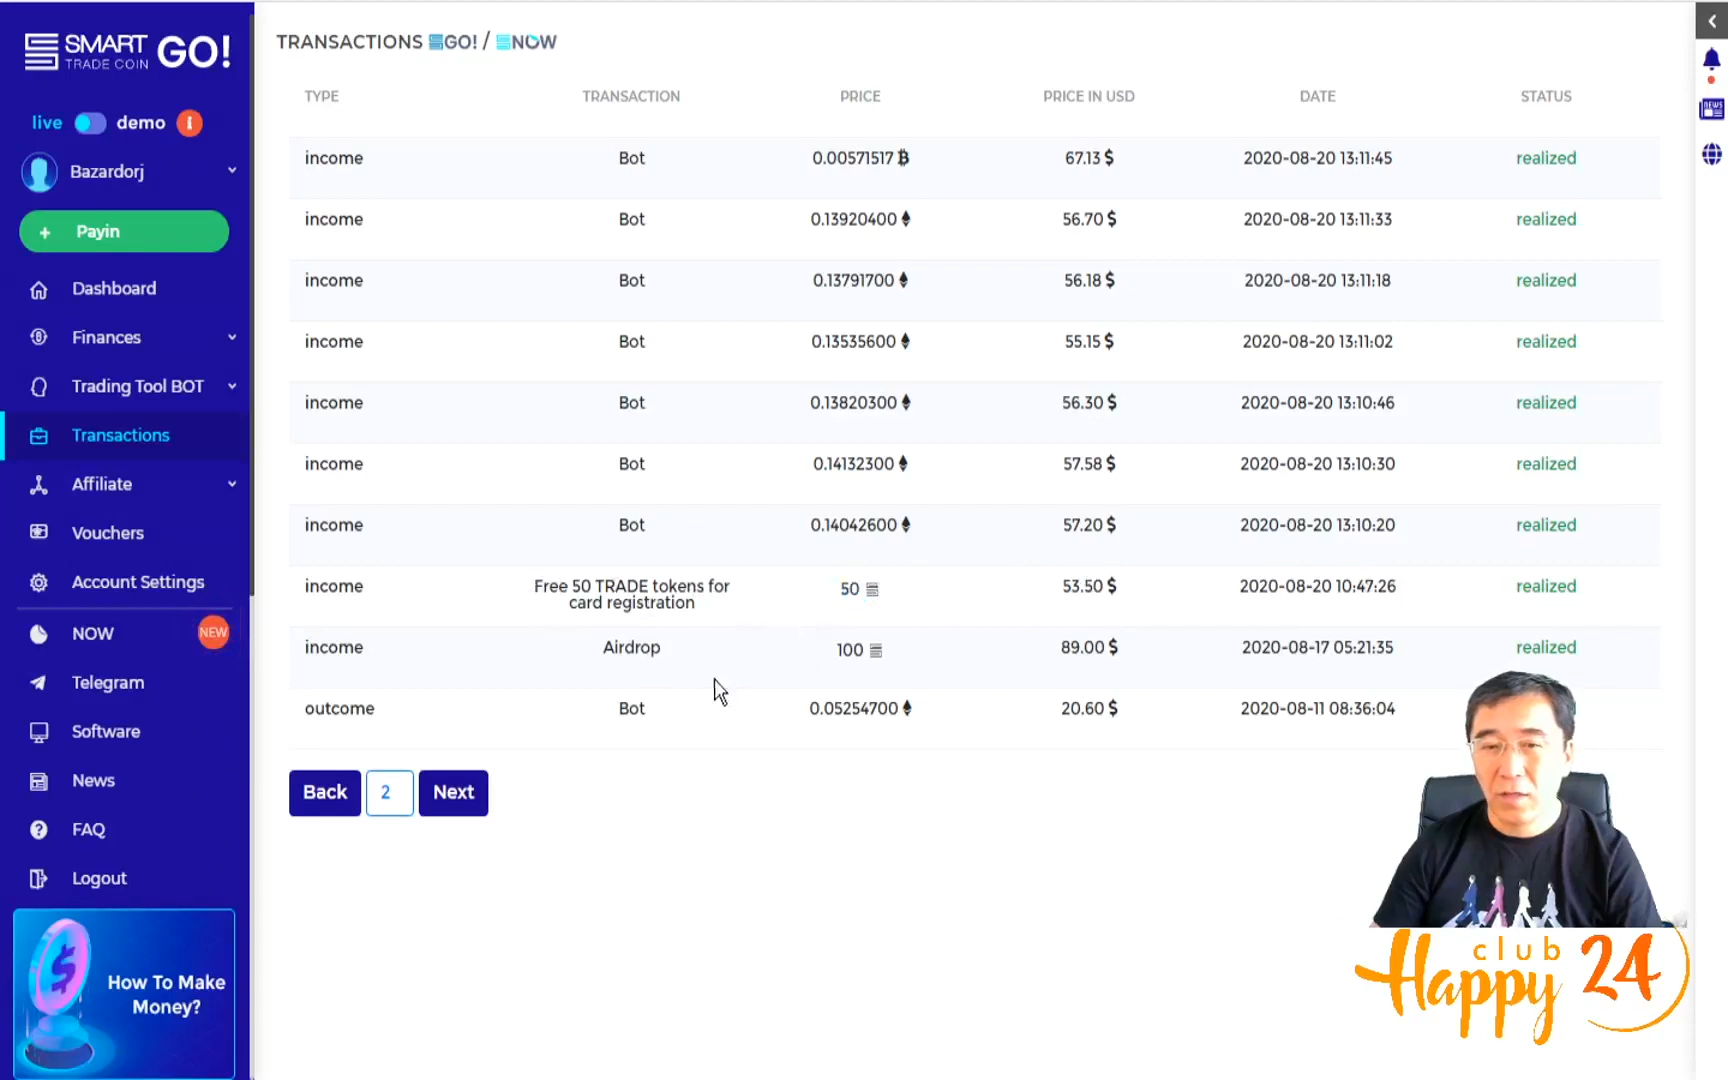 SMART
TRADE COIN
GO!
TRANSACTIONS GO! / NOW
live demo i
Bazardorj
+ Payin
Dashboard
Finances
Trading Tool BOT
Transactions
Affiliate
Vouchers
Account Settings
NOW NEW
Telegram
Software
News
FAQ
Logout
How To Make
Money?
TYPE TRANSACTION PRICE PRICE IN USD DATE STATUS
income Bot 0.00571517 67.13 $ 2020-08-20 13:11:45 realized
income Bot 0.13920400 56.70 $ 2020-08-20 13:11:33 realized
income Bot 0.13791700 56.18 $ 2020-08-20 13:11:18 realized
income Bot 0.13535600 55.15 $ 2020-08-20 13:11:02 realized
income Bot 0.13820300 56.30 $ 2020-08-20 13:10:46 realized
income Bot 0.14132300 57.58 $ 2020-08-20 13:10:30 realized
income Bot 0.14042600 57.20 $ 2020-08-20 13:10:20 realized
income Free 50 TRADE tokens for
card registration 50 53.50 $ 2020-08-20 10:47:26 realized
income Airdrop 100 89.00 $ 2020-08-17 05:21:35 realized
outcome Bot 0.05254700 20.60 $ 2020-08-11 08:36:04
Back 2 Next
NEWS
club
Happy 24